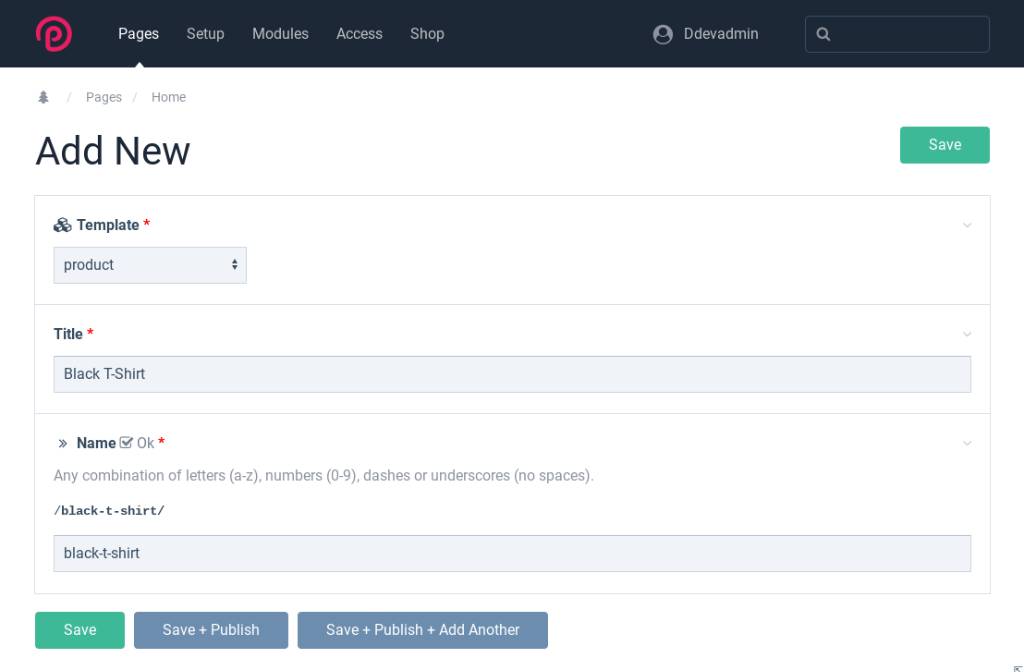 Pages Setup Modules Access Shop Ddevadmin
/ Pages / Home
Add New
Save
Template *
product
Title *
Black T-Shirt
Name Ok *
Any combination of letters (a-z), numbers (0-9), dashes or underscores (no spaces).
/black-t-shirt/
black-t-shirt
Save Save + Publish Save + Publish + Add Another